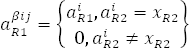 a_{R1}^{βij} = { a_{R1}^{i}, a_{R2}^{i} = x_{R2}
0, a_{R2}^{i} ≠ x_{R2} }